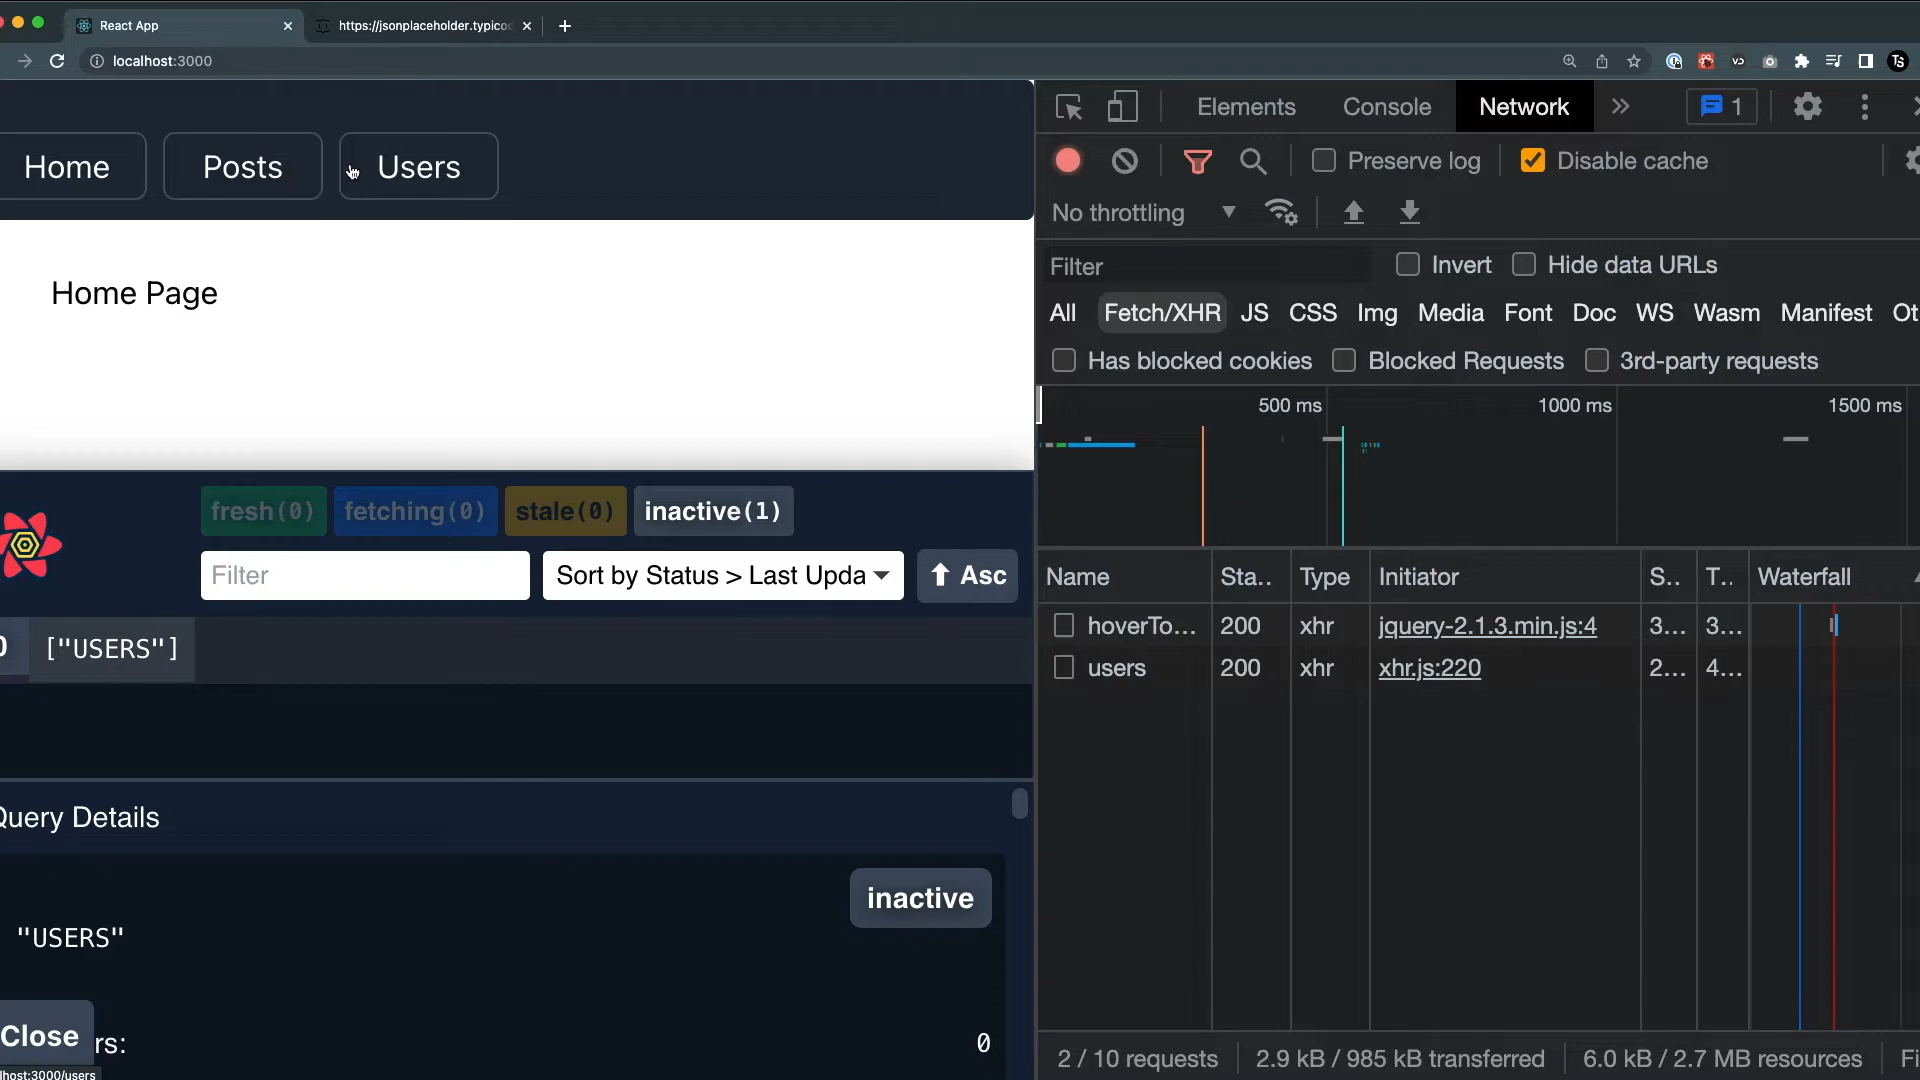 React App
https://jsonplaceholder.typico
localhost:3000
TS
Home
Posts
Users
Home Page
fresh(0)
fetching(0)
stale(0)
inactive(1)
Filter
Sort by Status > Last Upda
Asc
0
["USERS"]
Query Details
inactive
"USERS"
Close
rs:
0
lhost:3000/users
Elements
Console
Network
1
Preserve log
Disable cache
No throttling
Filter
Invert
Hide data URLs
All
Fetch/XHR
JS
CSS
Img
Media
Font
Doc
WS
Wasm
Manifest
Ot
Has blocked cookies
Blocked Requests
3rd-party requests
500 ms
1000 ms
1500 ms
Name
Sta..
Type
Initiator
S..
T..
Waterfall
hoverTo...
200
xhr
jquery-2.1.3.min.js:4
3...
3...
users
200
xhr
xhr.js:220
2...
4...
2 / 10 requests
2.9 kB / 985 kB transferred
6.0 kB / 2.7 MB resources
Fi